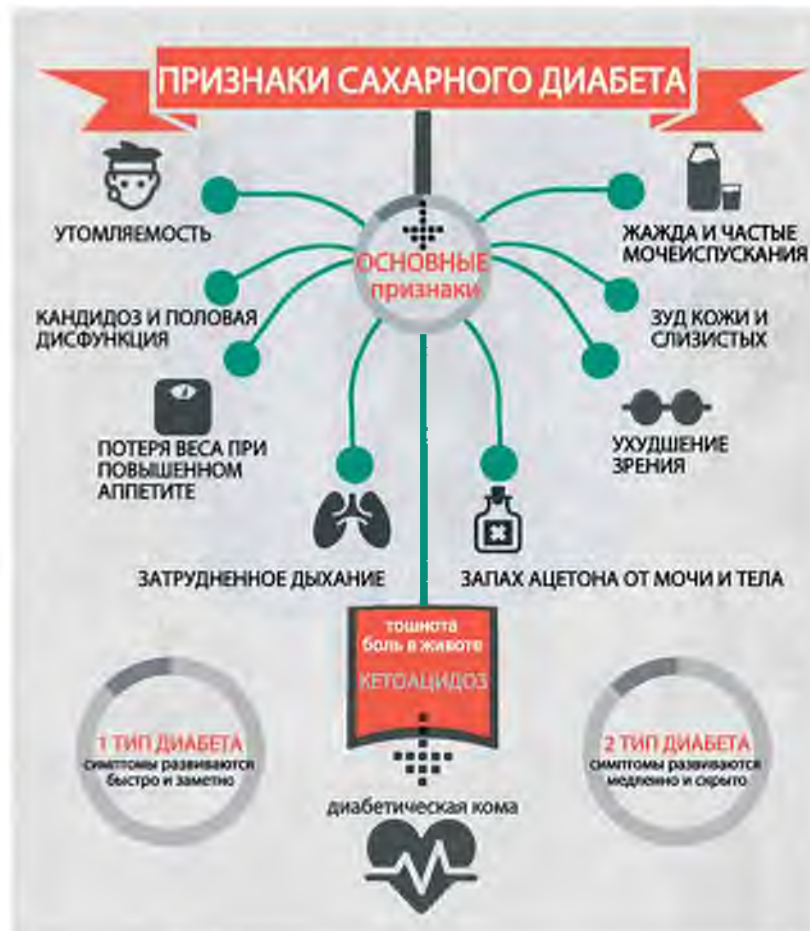 ПРИЗНАКИ САХАРНОГО ДИАБЕТА
ОСНОВНЫЕ
признаки
УТОМЛЯЕМОСТЬ
КАНДИДОЗ И ПОЛОВАЯ
ДИСФУНКЦИЯ
ПОТЕРЯ ВЕСА ПРИ
ПОВЫШЕННОМ
АППЕТИТЕ
ЗАТРУДНЕННОЕ ДЫХАНИЕ
ЖАЖДА И ЧАСТЫЕ
МОЧЕИСПУСКАНИЯ
ЗУД КОЖИ И
СЛИЗИСТЫХ
УХУДШЕНИЕ
ЗРЕНИЯ
ЗАПАХ АЦЕТОНА ОТ МОЧИ И ТЕЛА
тошнота
боль в животе
КЕТОАЦИДОЗ
диабетическая кома
1 ТИП ДИАБЕТА
симптомы развиваются
быстро и заметно
2 ТИП ДИАБЕТА
симптомы развиваются
медленно и скрыто